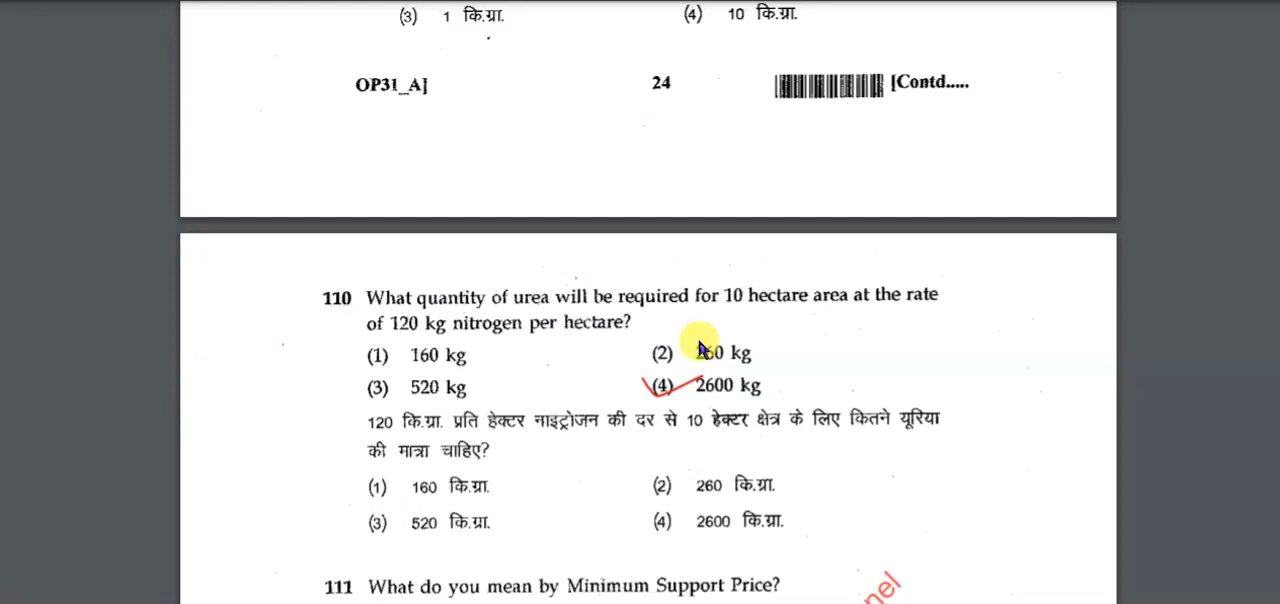 (3) 1 कि.ग्रा. (4) 10 कि.ग्रा.
OP31_A] 24 [Contd.....
110 What quantity of urea will be required for 10 hectare area at the rate
of 120 kg nitrogen per hectare?
(1) 160 kg (2) 260 kg
(3) 520 kg (4) 2600 kg
120 कि.ग्रा. प्रति हेक्टर नाइट्रोजन की दर से 10 हेक्टर क्षेत्र के लिए कितने यूरिया
की मात्रा चाहिए?
(1) 160 कि.ग्रा. (2) 260 कि.ग्रा.
(3) 520 कि.ग्रा. (4) 2600 कि.ग्रा.
111 What do you mean by Minimum Support Price?